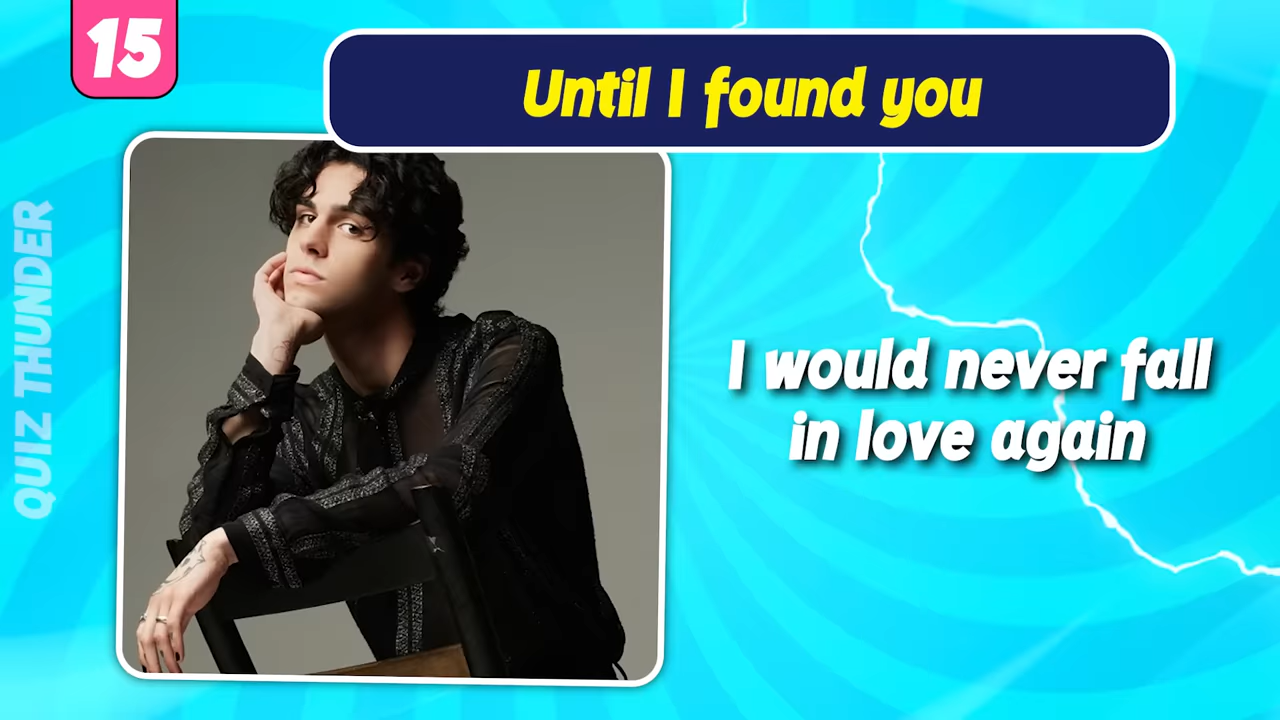 15
Until I found you
QUIZ THUNDER
I would never fall
in love again